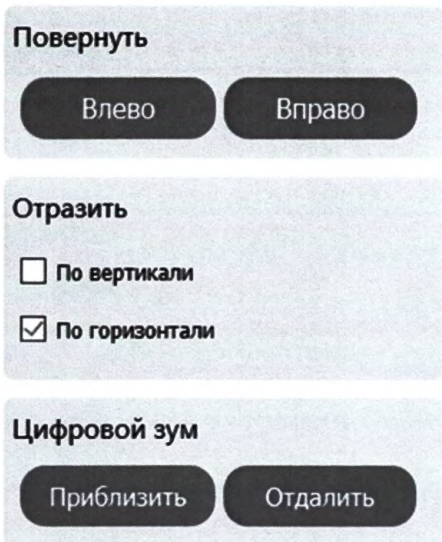 Повернуть
Влево Вправо
Отразить
По вертикали
По горизонтали
Цифровой зум
Приблизить Отдалить